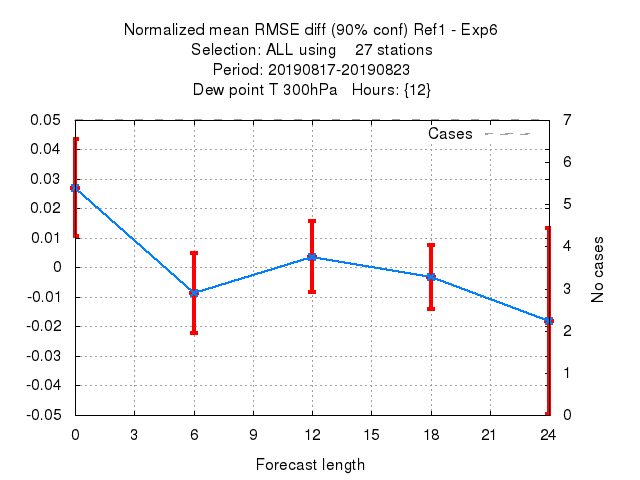 Normalized mean RMSE diff (90% conf) Ref1 - Exp6
Selection: ALL using    27 stations
Period: 20190817-20190823
Dew point T 300hPa   Hours: {12}
Cases
0.05
0.04
0.03
0.02
0.01
0
-0.01
-0.02
-0.03
-0.04
-0.05
7
6
5
4
3
2
1
0
No cases
0 3 6 9 12 15 18 21 24
Forecast length